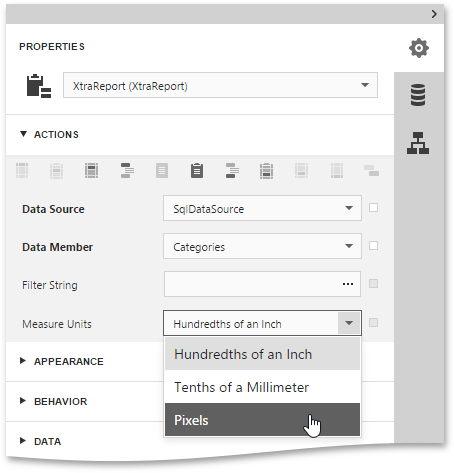 PROPERTIES
XtraReport (XtraReport)
ACTIONS
Data Source SqlDataSource
Data Member Categories
Filter String ...
Measure Units Hundredths of an Inch
Hundredths of an Inch
Tenths of a Millimeter
Pixels
APPEARANCE
BEHAVIOR
DATA